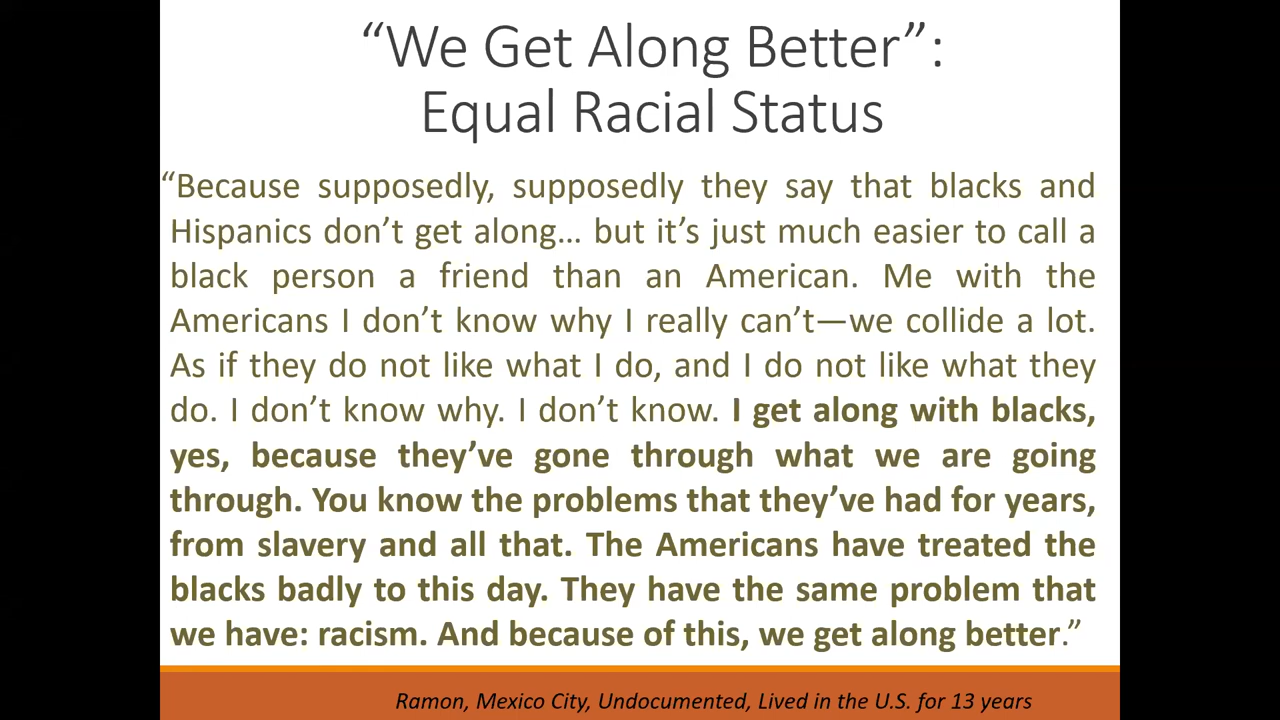 “We Get Along Better”:
Equal Racial Status
“Because supposedly, supposedly they say that blacks and
Hispanics don’t get along… but it’s just much easier to call a
black person a friend than an American. Me with the
Americans I don’t know why I really can’t—we collide a lot.
As if they do not like what I do, and I do not like what they
do. I don’t know why. I don’t know. I get along with blacks,
yes, because they’ve gone through what we are going
through. You know the problems that they’ve had for years,
from slavery and all that. The Americans have treated the
blacks badly to this day. They have the same problem that
we have: racism. And because of this, we get along better.”
Ramon, Mexico City, Undocumented, Lived in the U.S. for 13 years